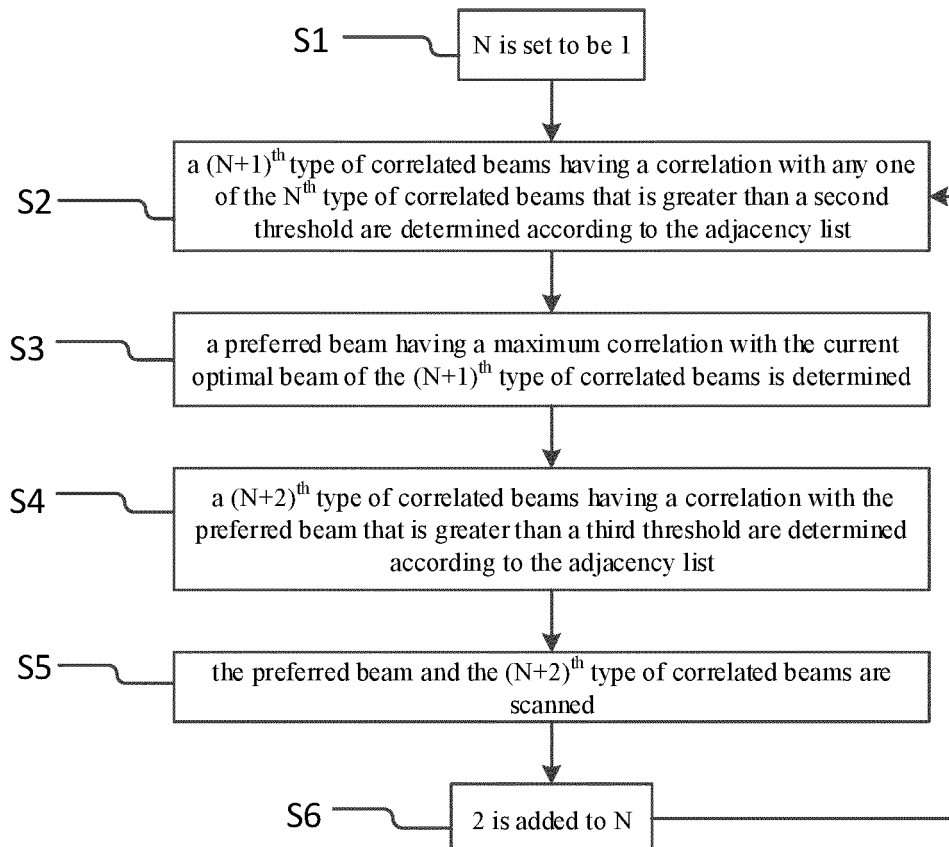 S1
N is set to be 1
S2
a (N+1)th type of correlated beams having a correlation with any one
of the Nth type of correlated beams that is greater than a second
threshold are determined according to the adjacency list
S3
a preferred beam having a maximum correlation with the current
optimal beam of the (N+1)th type of correlated beams is determined
S4
a (N+2)th type of correlated beams having a correlation with the
preferred beam that is greater than a third threshold are determined
according to the adjacency list
S5
the preferred beam and the (N+2)th type of correlated beams are
scanned
S6
2 is added to N